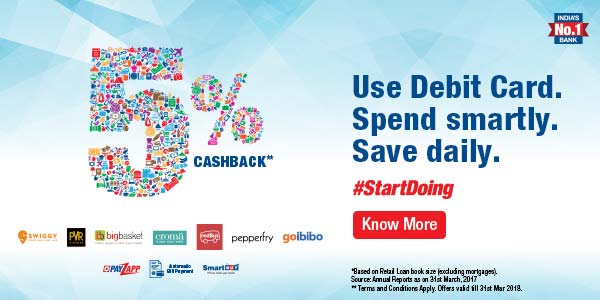 INDIA'S
No.1
BANK
5%
CASHBACK*
Use Debit Card.
Spend smartly.
Save daily.
#StartDoing
Know More
SWIGGY
PVR
bigbasket
cromā
redBus
pepperfry
goibibo
PAYZAPP
Automatic
Bill Payment
SmartBUY
*Based on Retail Loan book size (excluding mortgages).
Source: Annual Reports as on 31st March, 2017
** Terms and Conditions Apply. Offers valid till 31st Mar 2018.